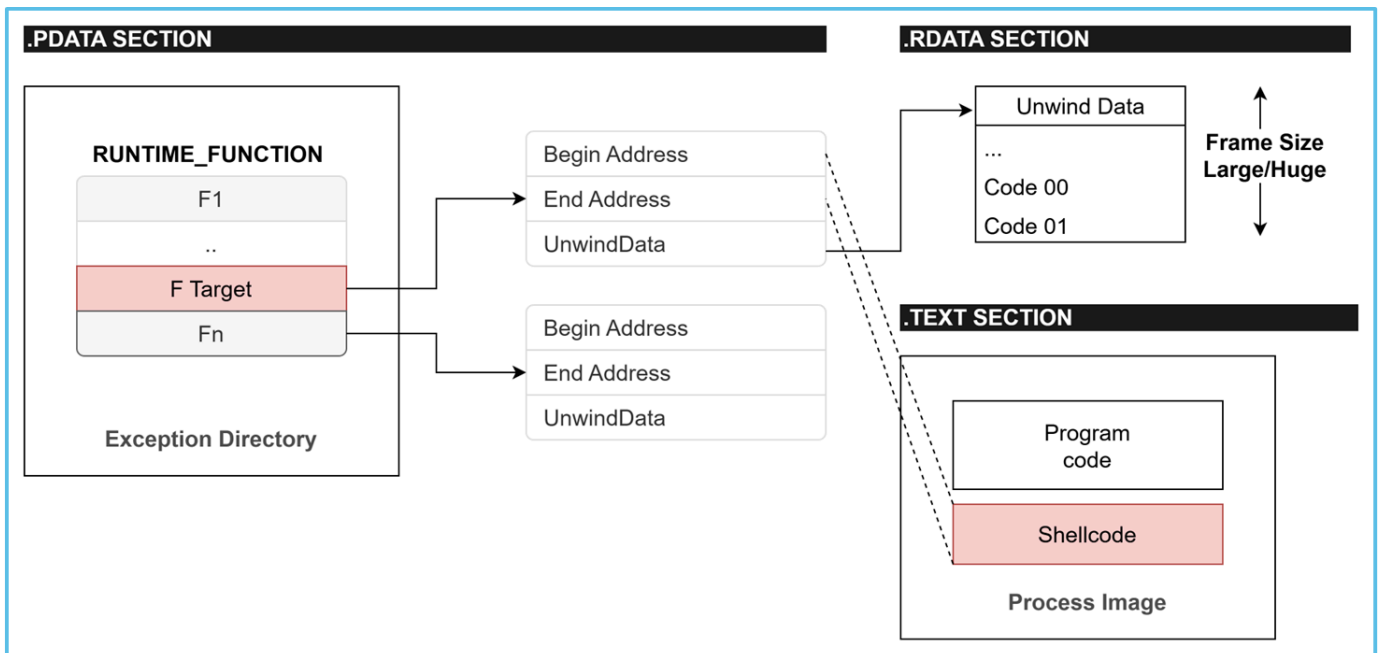 .PDATA SECTION
.RDATA SECTION
RUNTIME_FUNCTION
F1
..
F Target
Fn
Exception Directory
Begin Address
End Address
UnwindData
Begin Address
End Address
UnwindData
Unwind Data
...
Code 00
Code 01
Frame Size
Large/Huge
.TEXT SECTION
Program
code
Shellcode
Process Image